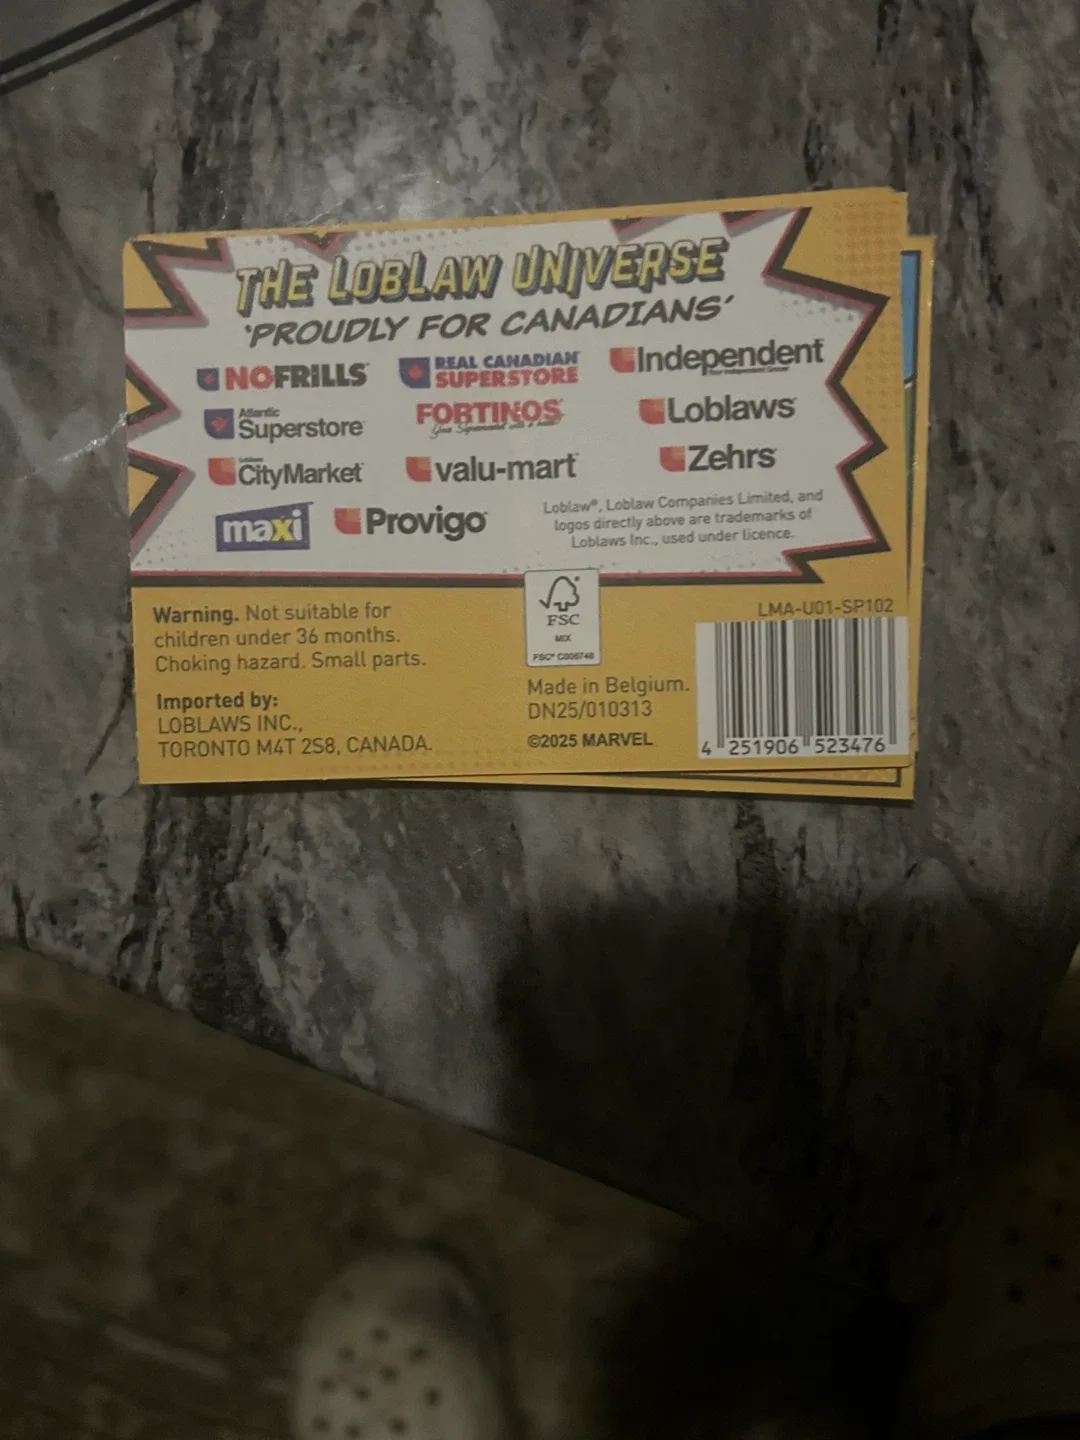 THE LOBLAW UNIVERSE
'PROUDLY FOR CANADIANS'
NOFRILLS
REAL CANADIAN
SUPERSTORE
Independent
Your Independent Grocer
Atlantic
Superstore
FORTINOS
Loblaws
CityMarket
valu-mart
Zehrs
maxi
Provigo
Loblaw®, Loblaw Companies Limited, and
logos directly above are trademarks of
Loblaws Inc., used under licence.
Warning. Not suitable for
children under 36 months.
Choking hazard. Small parts.
Imported by:
LOBLAWS INC.,
TORONTO M4T 2S8, CANADA.
FSC
MIX
Made in Belgium.
DN25/010313
©2025 MARVEL
LMA-U01-SP102
4 251906 523476